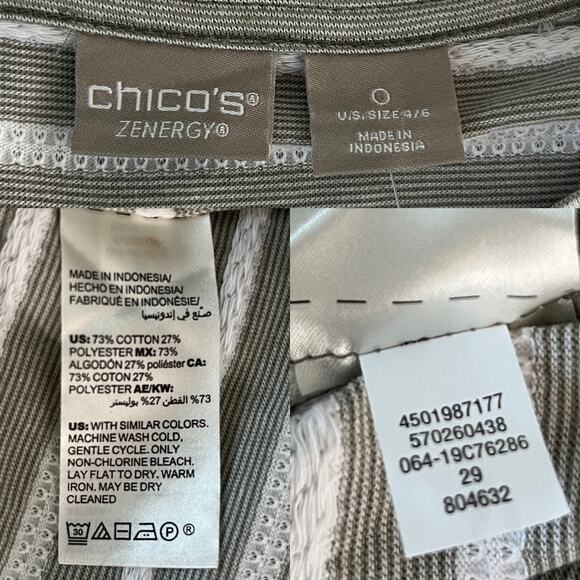 chico's®
ZENERGY®
0
U.S. SIZE 4/6
MADE IN
INDONESIA
MADE IN INDONESIA/
HECHO EN INDONESIA/
FABRIQUÉ EN INDONÉSIE/
صنع في إندونيسيا
US: 73% COTTON 27%
POLYESTER MX: 73%
ALGODÓN 27% poliéster CA:
73% COTON 27%
POLYESTER AE/KW:
73% القطن 27% بوليستر
US: WITH SIMILAR COLORS.
MACHINE WASH COLD,
GENTLE CYCLE. ONLY
NON-CHLORINE BLEACH.
LAY FLAT TO DRY. WARM
IRON. MAY BE DRY
CLEANED
30 P ®
4501987177
570260438
064-19C76286
29
804632